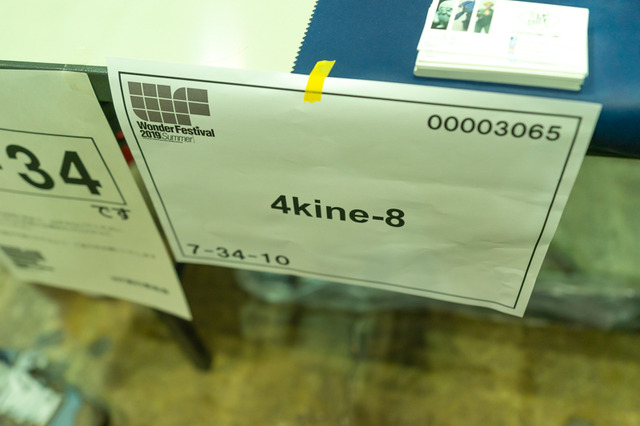 Wonder Festival
2019 Summer
00003065
4kine-8
7-34-10
34
です